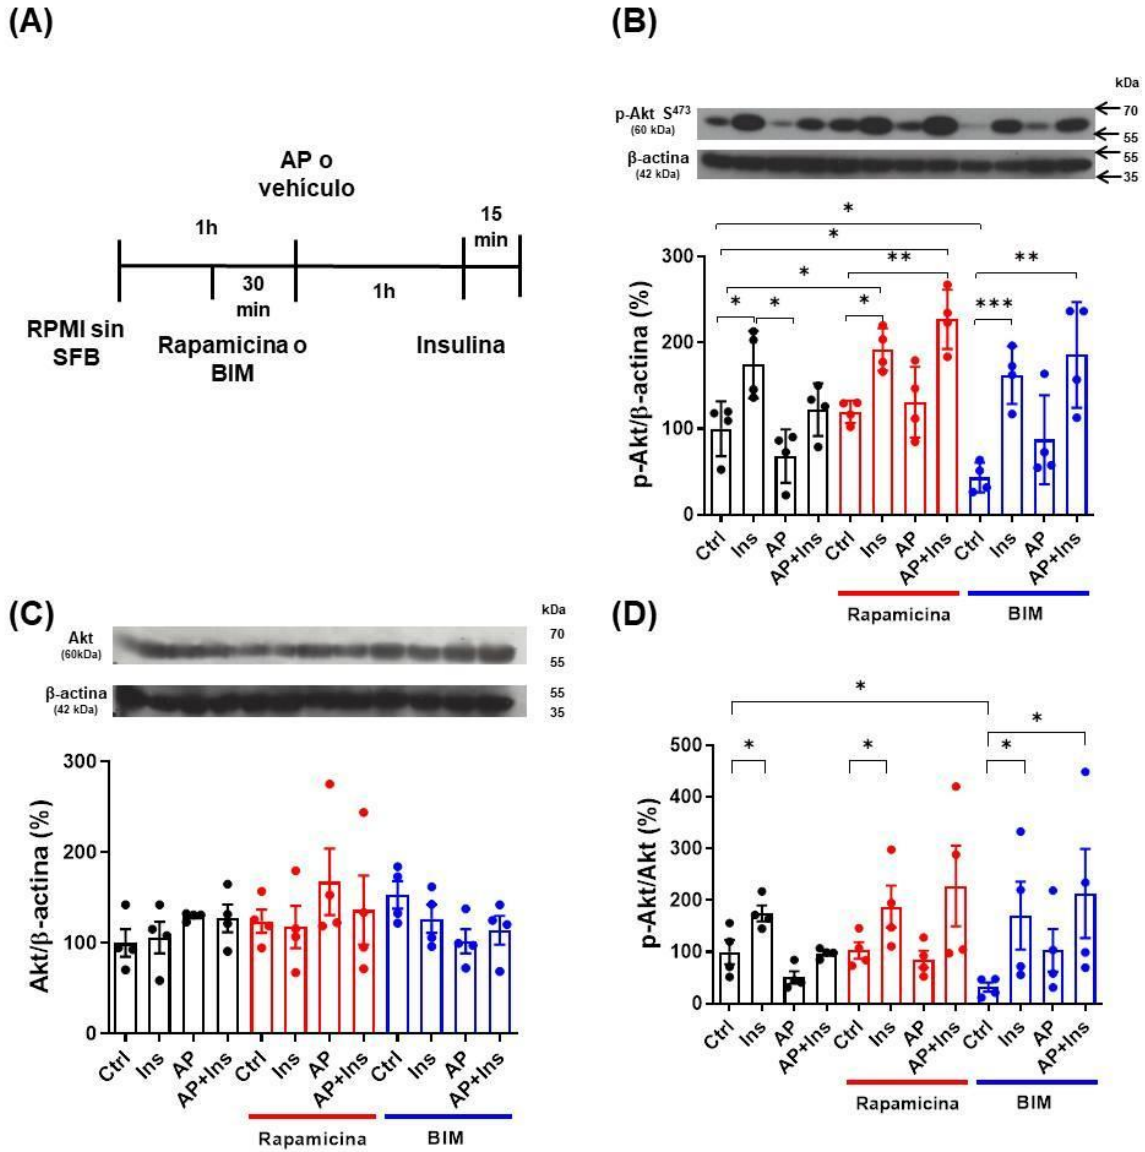 (A)
AP o
vehículo
1h
15
min
30
min
1h
RPMI sin
SFB
Rapamicina o
BIM
Insulina
(B)
kDa
p-Akt S473
(60 kDa)
70
55
β-actina
(42 kDa)
55
35
*
*
*
**
**
*
*
*
***
p-Akt/β-actina (%)
300
200
100
0
Ctrl
Ins
AP
AP+Ins
Ctrl
Ins
AP
AP+Ins
Ctrl
Ins
AP
AP+Ins
Rapamicina
BIM
(C)
kDa
Akt
(60kDa)
70
55
β-actina
(42 kDa)
55
35
Akt/β-actina (%)
300
200
100
0
Ctrl
Ins
AP
AP+Ins
Ctrl
Ins
AP
AP+Ins
Ctrl
Ins
AP
AP+Ins
Rapamicina
BIM
(D)
*
*
*
*
*
p-Akt/Akt (%)
500
400
300
200
100
0
Ctrl
Ins
AP
AP+Ins
Ctrl
Ins
AP
AP+Ins
Ctrl
Ins
AP
AP+Ins
Rapamicina
BIM